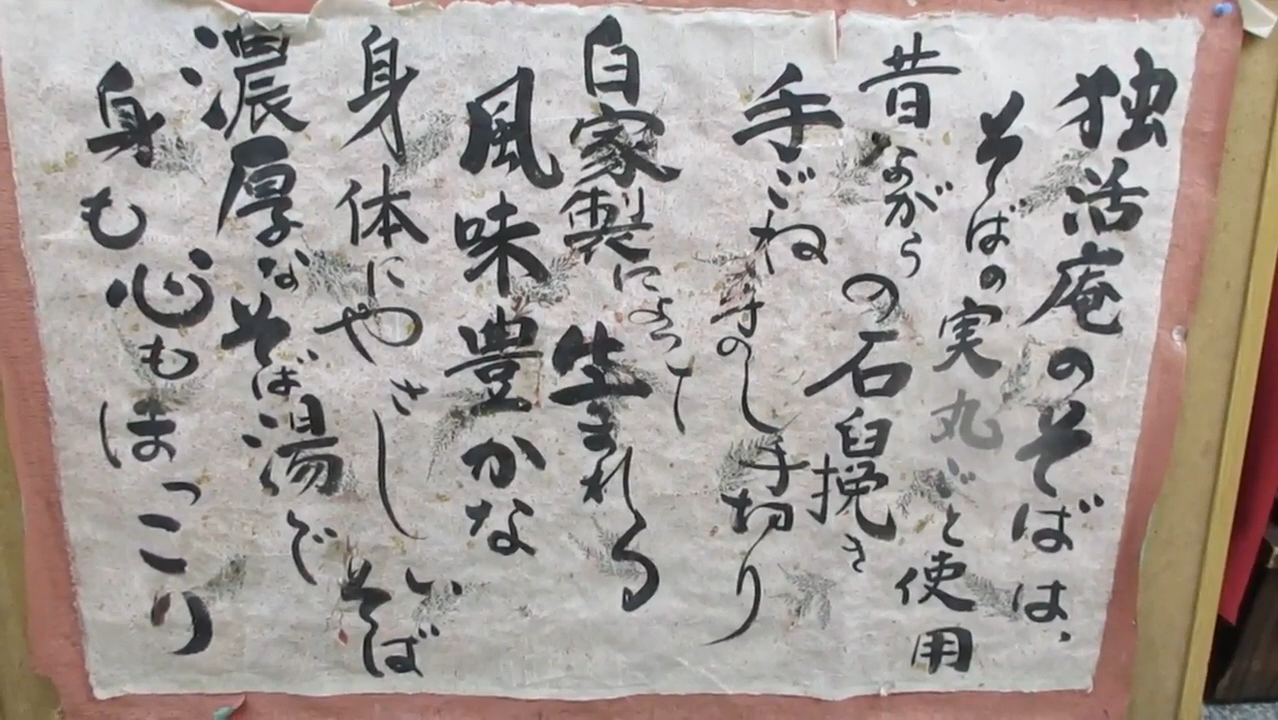 独活庵のそばは、
そばの実丸ごと使用
昔ながらの石臼挽き
手ごね手のし手切り
自家製によって
生まれる
風味豊かな
身体にやさしいそば
濃厚なそば湯で
身も心もほっこり